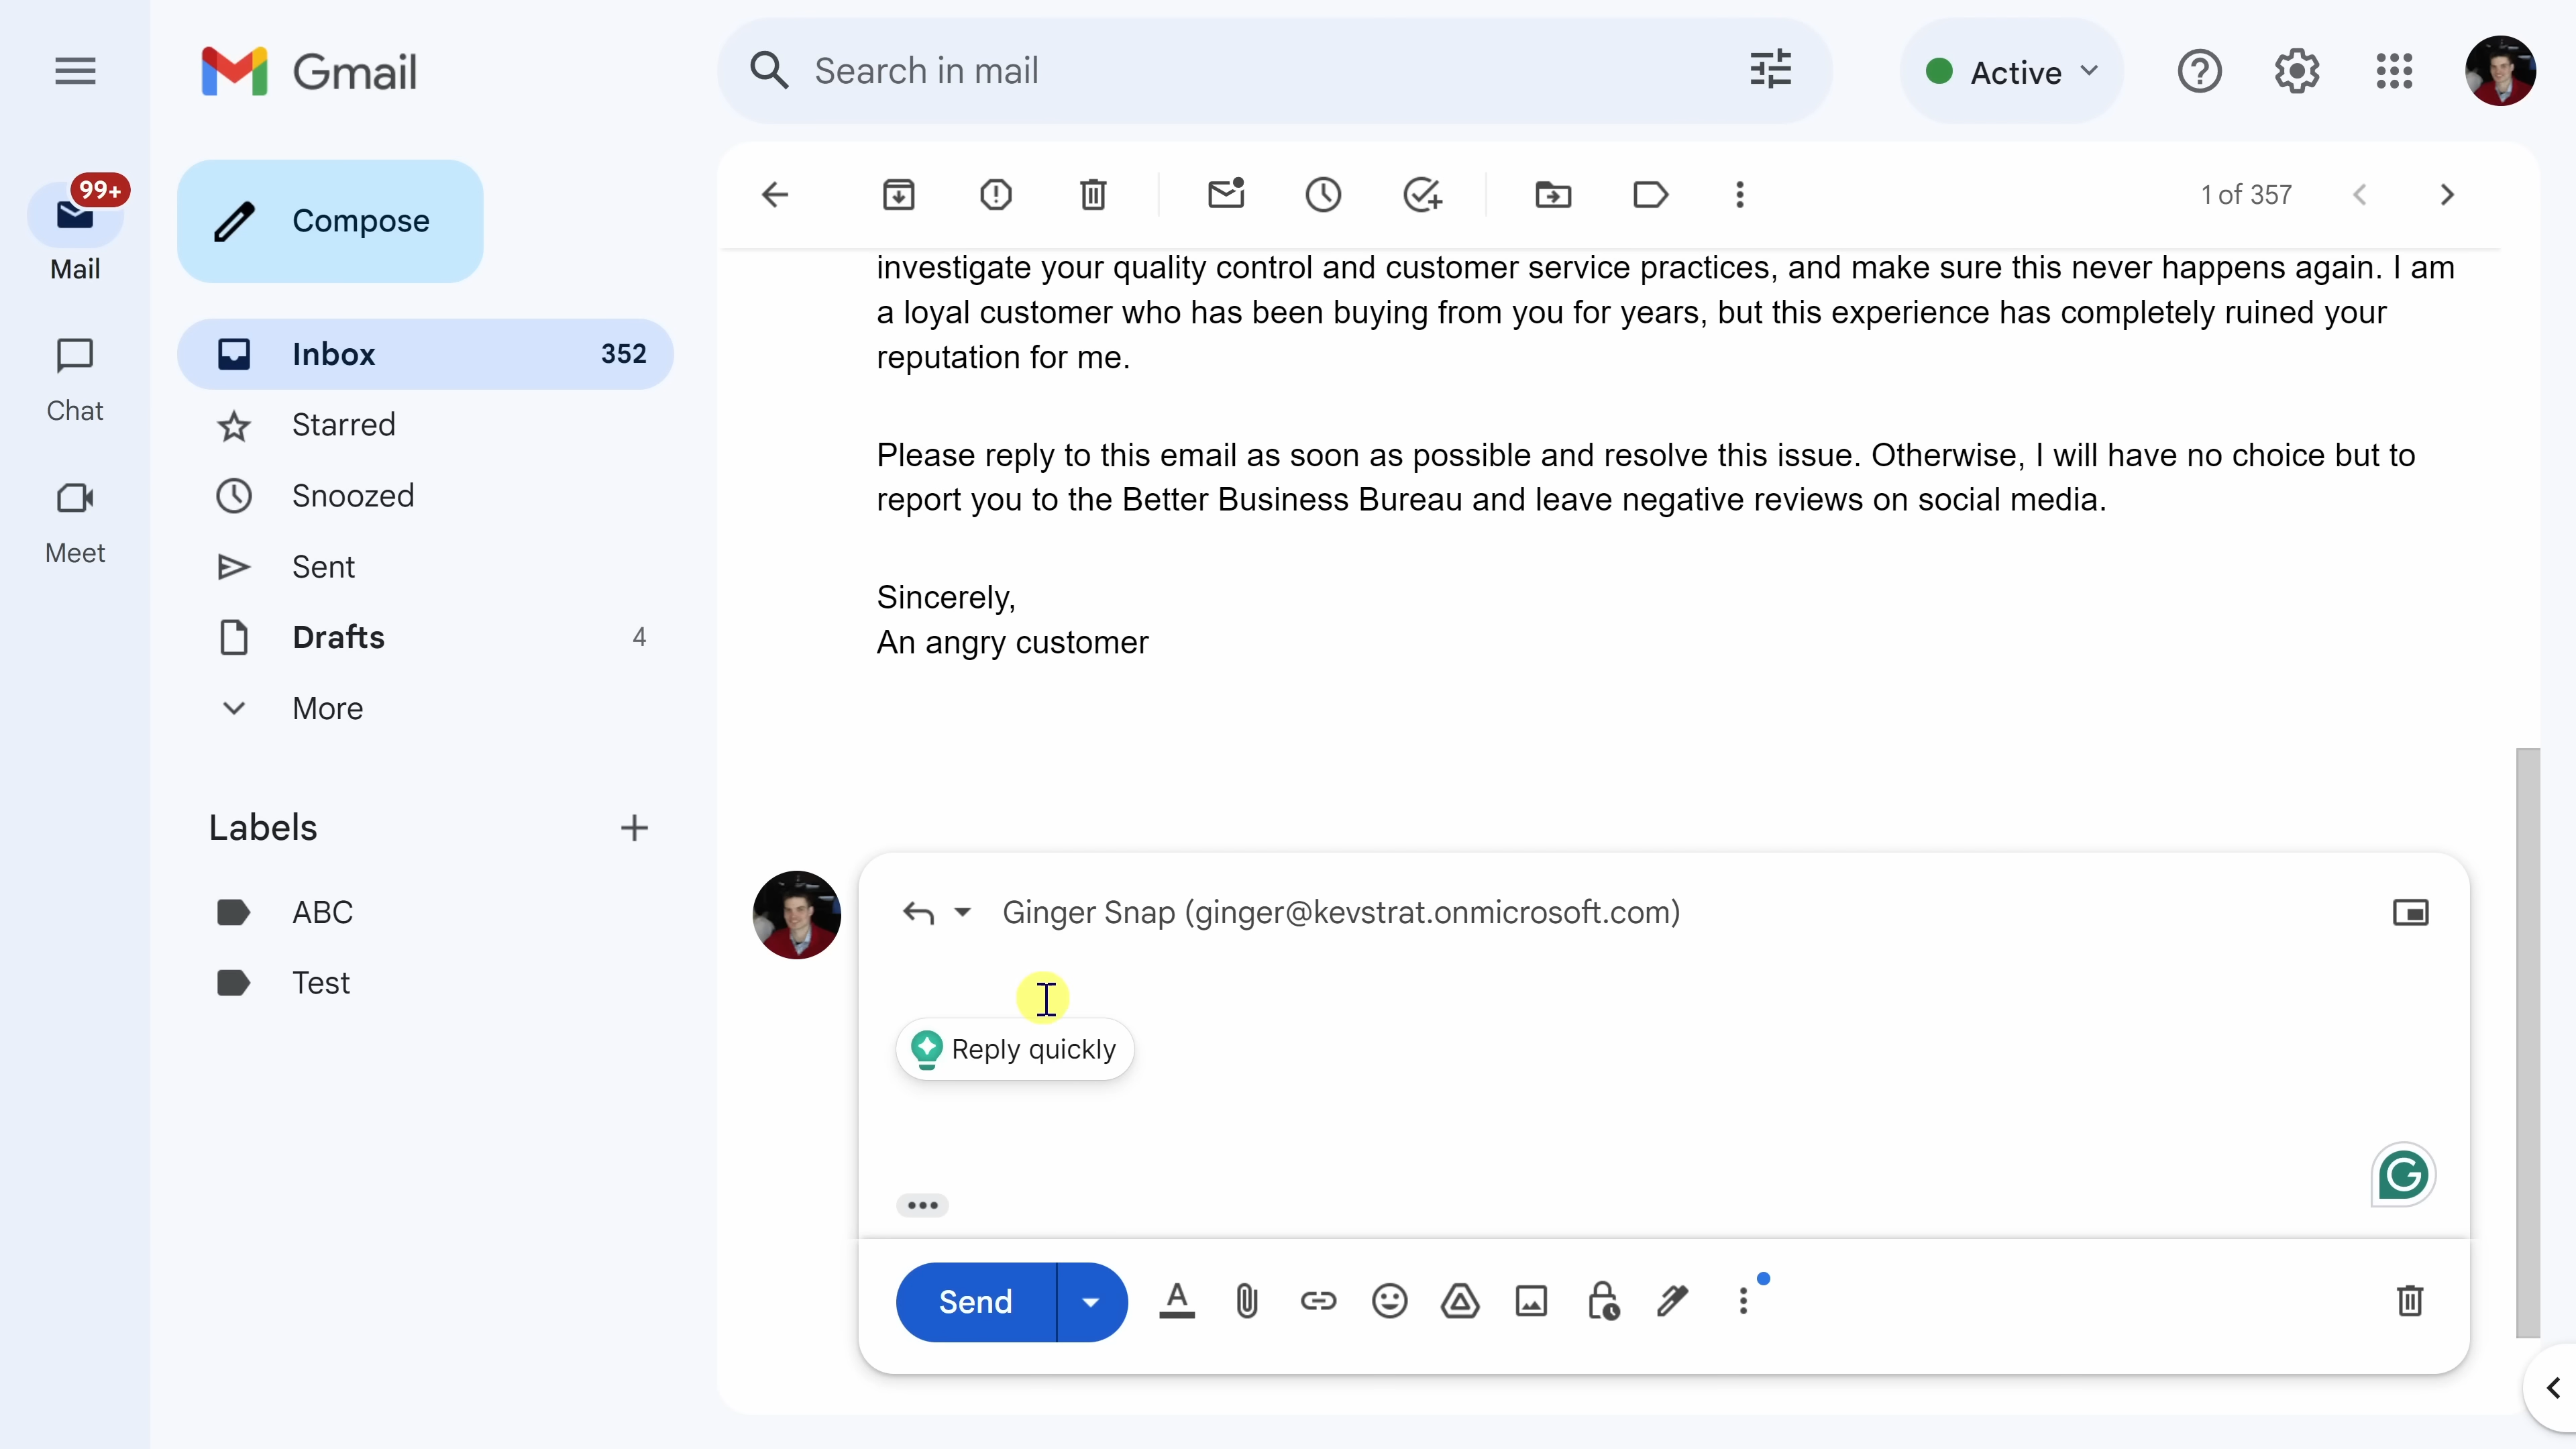 Gmail
Search in mail
Active
99+
Mail
Chat
Meet
Compose
Inbox 352
Starred
Snoozed
Sent
Drafts 4
More
Labels
ABC
Test
1 of 357
investigate your quality control and customer service practices, and make sure this never happens again. I am
a loyal customer who has been buying from you for years, but this experience has completely ruined your
reputation for me.
Please reply to this email as soon as possible and resolve this issue. Otherwise, I will have no choice but to
report you to the Better Business Bureau and leave negative reviews on social media.
Sincerely,
An angry customer
Ginger Snap (ginger@kevstrat.onmicrosoft.com)
Reply quickly
Send